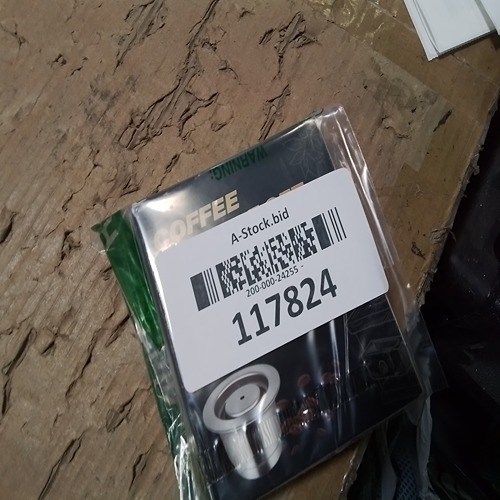 WARNING:
COFFEE
A-Stock.bid
200-000-24255 -
117824